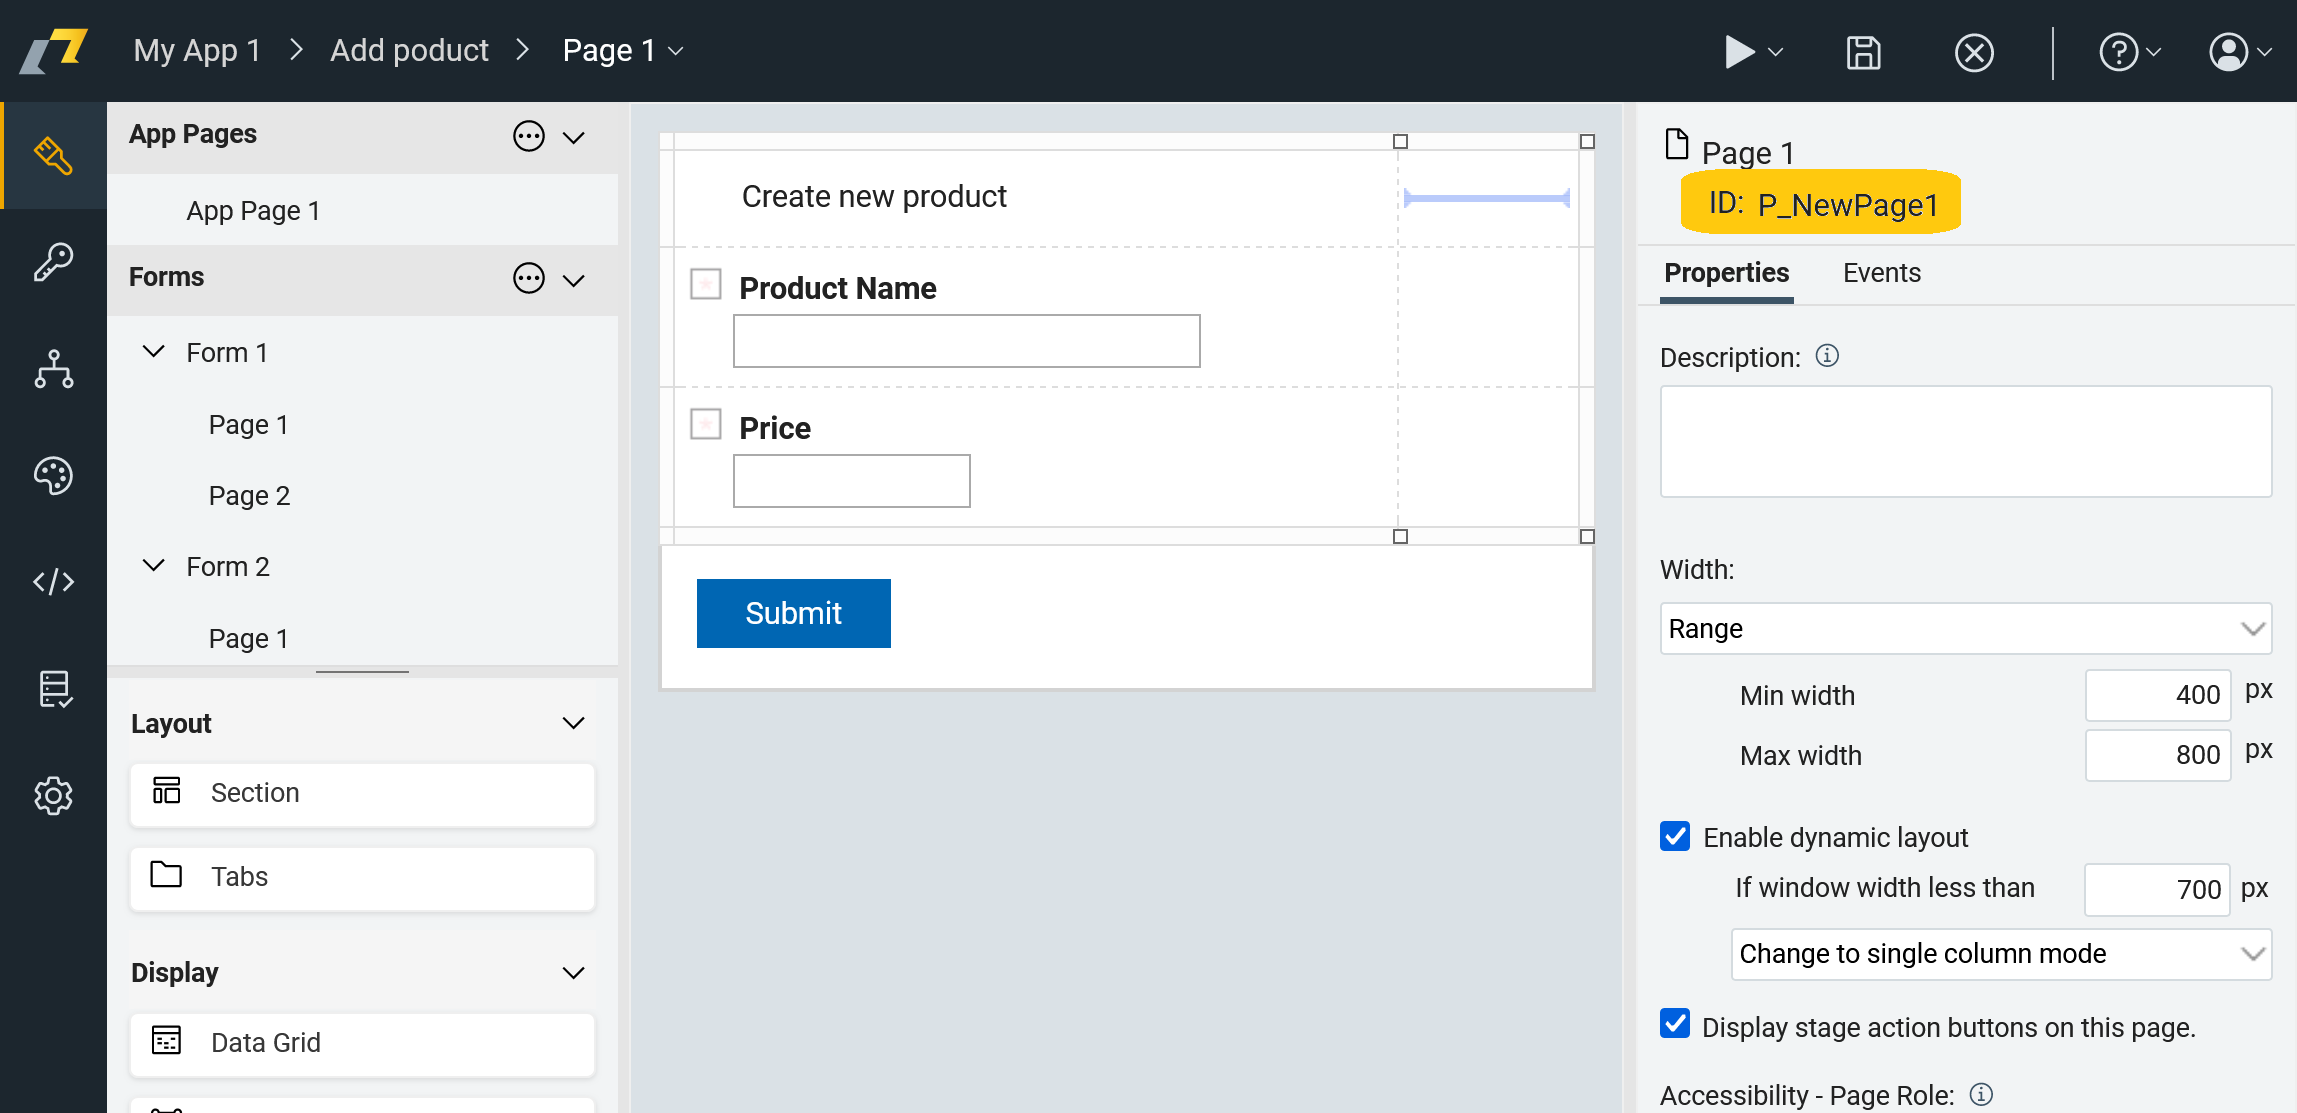 My App 1 > Add poduct > Page 1
App Pages
App Page 1
Forms
Form 1
Page 1
Page 2
Form 2
Page 1
Layout
Section
Tabs
Display
Data Grid
Create new product
* Product Name
* Price
Submit
Page 1
ID: P_NewPage1
Properties Events
Description:
Width:
Range
Min width 400 px
Max width 800 px
Enable dynamic layout
If window width less than 700 px
Change to single column mode
Display stage action buttons on this page.
Accessibility - Page Role: